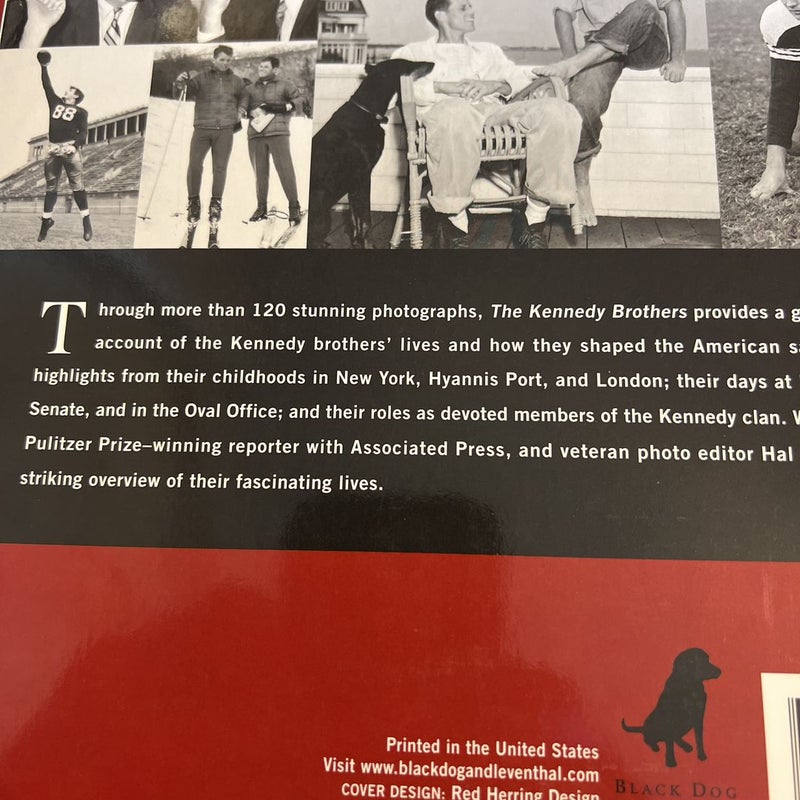 88
Through more than 120 stunning photographs, The Kennedy Brothers provides a g
account of the Kennedy brothers' lives and how they shaped the American s
highlights from their childhoods in New York, Hyannis Port, and London; their days at
Senate, and in the Oval Office; and their roles as devoted members of the Kennedy clan. W
Pulitzer Prize–winning reporter with Associated Press, and veteran photo editor Hal
striking overview of their fascinating lives.
Printed in the United States
Visit www.blackdogandleventhal.com
COVER DESIGN: Red Herring Design
BLACK DOG